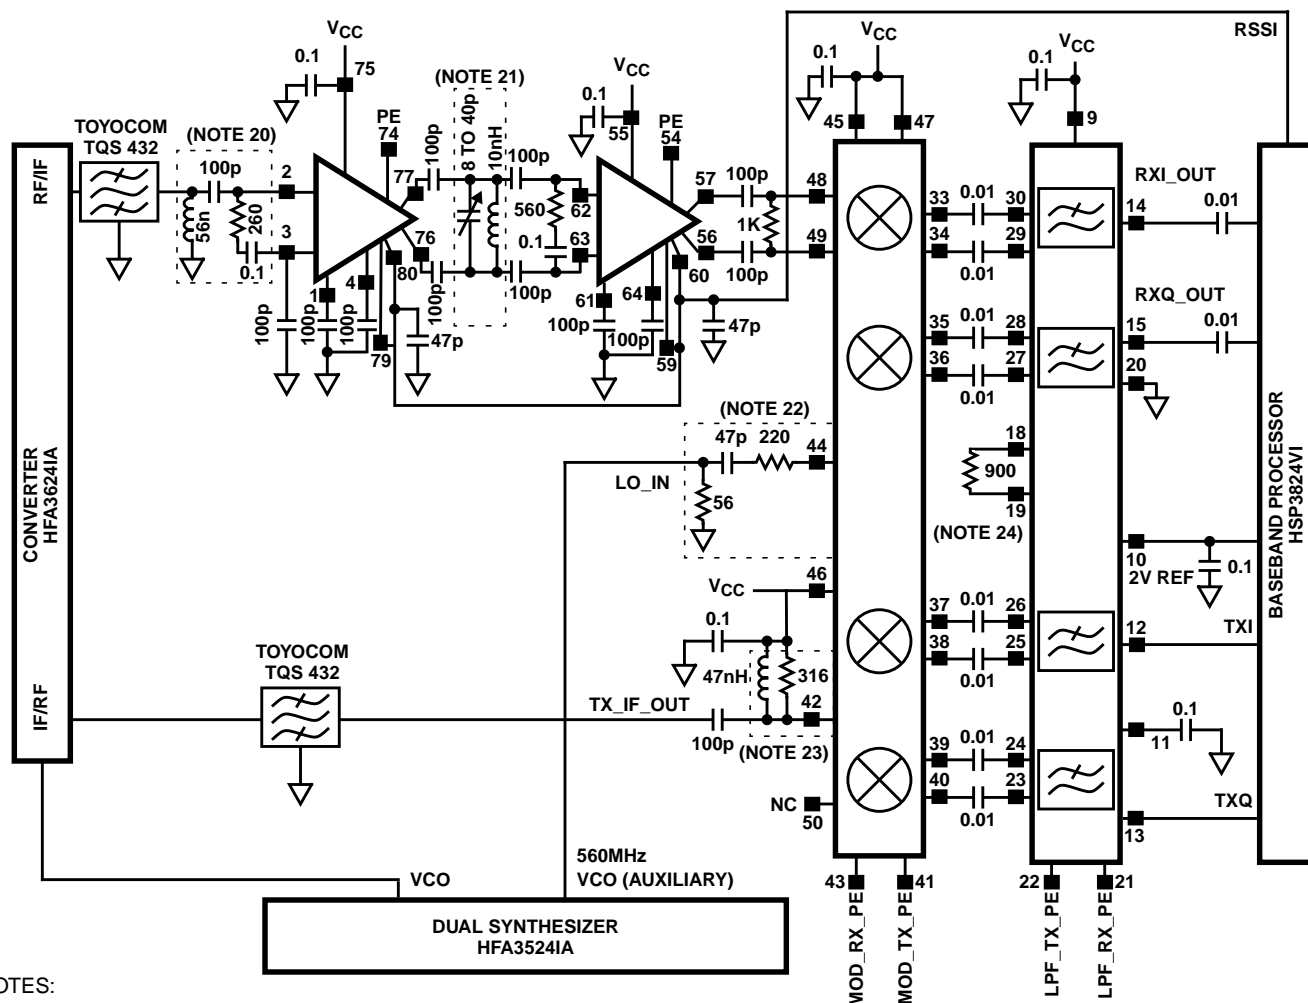 V_CC
0.1
75
(NOTE 21)
V_CC
0.1
55
PE
74
PE
54
0.1
V_CC
45
47
0.1
V_CC
9
RSSI
TOYOCOM
TQS 432
(NOTE 20)
100p
2
56n
260
3
0.1
100p
100p
100p
1
4
77
76
80
79
47p
100p
100p
8 TO 40p
10nH
100p
100p
560
0.1
62
63
61
64
100p
100p
57
56
60
59
100p
1K
100p
47p
48
49
33
0.01
30
34
0.01
29
RXI_OUT
14
0.01
35
0.01
28
36
0.01
27
RXQ_OUT
15
0.01
20
RF/IF
CONVERTER
HFA3624IA
IF/RF
(NOTE 22)
47p
220
44
LO_IN
56
18
900
19
(NOTE 24)
10
2V REF
0.1
BASEBAND PROCESSOR
HSP3824VI
V_CC
46
0.1
47nH
316
42
TX_IF_OUT
100p
(NOTE 23)
37
0.01
26
38
0.01
25
12
TXI
TOYOCOM
TQS 432
39
0.01
24
40
0.01
23
11
0.1
13
TXQ
NC
50
560MHz
VCO
VCO (AUXILIARY)
43
41
22
21
MOD_RX_PE
MOD_TX_PE
LPF_TX_PE
LPF_RX_PE
DUAL SYNTHESIZER
HFA3524IA
OTES: